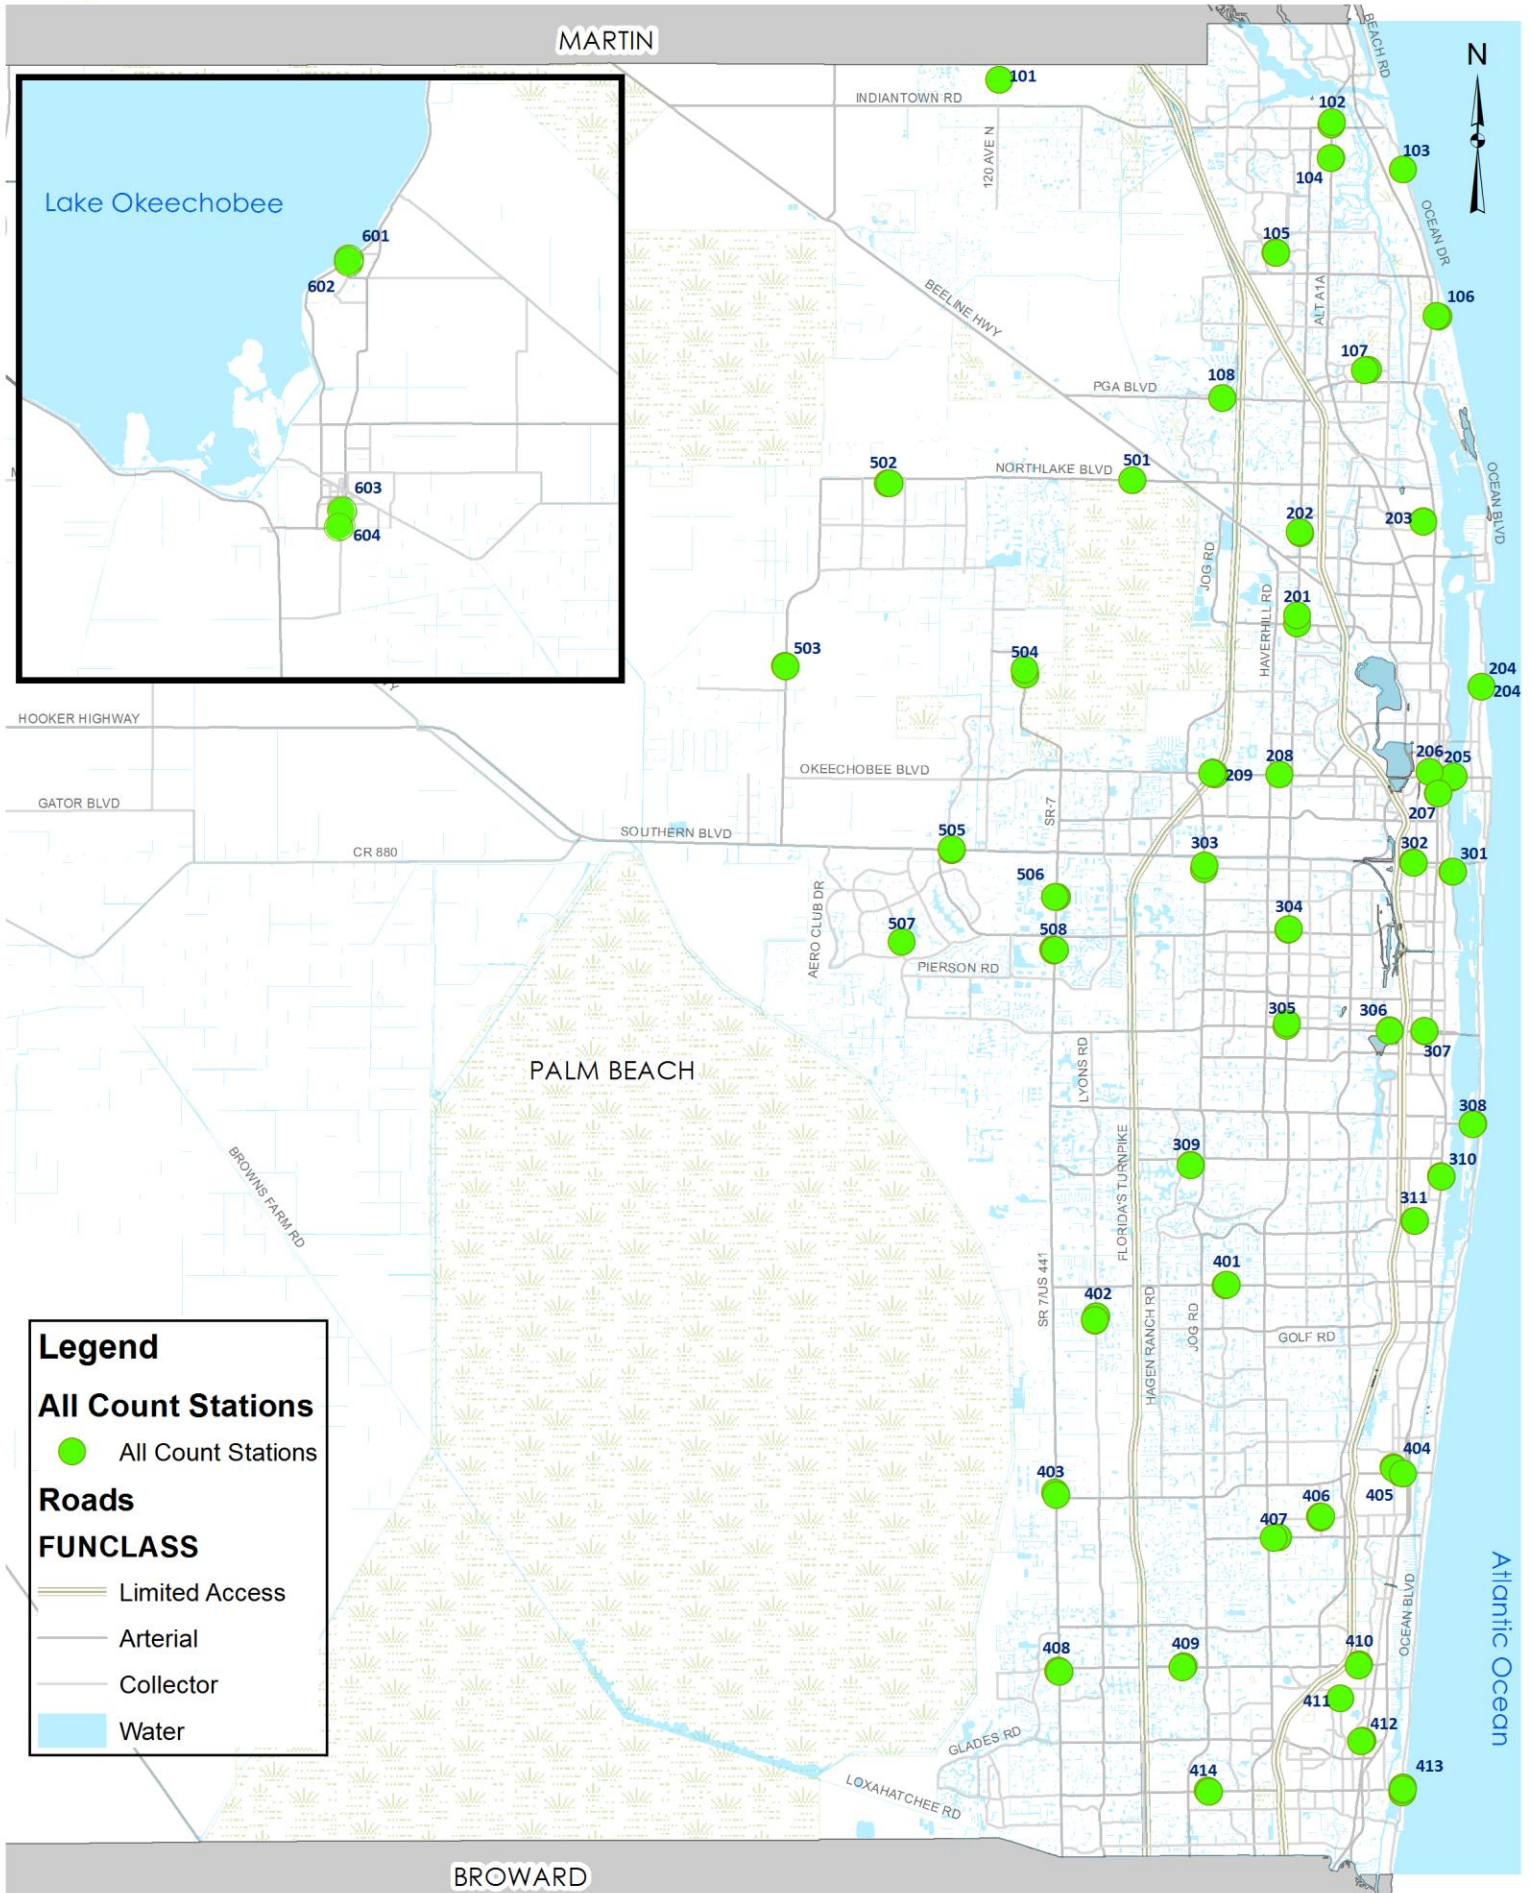 MARTIN
BEACH RD
N
101
INDIANTOWN RD
102
120 AVE N
104
103
Lake Okeechobee
OCEAN DR
601
105
602
BEELINE HWY
ALT A1A
106
107
108
PGA BLVD
502
NORTHLAKE BLVD
501
OCEAN BLVD
603
604
202
203
JOG RD
HAVERHILL RD
201
503
504
204
204
HOOKER HIGHWAY
OKEECHOBEE BLVD
209
208
206
205
GATOR BLVD
SR-7
207
SOUTHERN BLVD
505
CR 880
303
302
301
506
AERO CLUB DR
507
304
508
PIERSON RD
305
306
307
PALM BEACH
LYONS RD
308
FLORIDA'S TURNPIKE
309
310
BROWNS FARM RD
311
SR 7/US 441
401
402
HAGEN RANCH RD
JOG RD
GOLF RD
Legend
All Count Stations
All Count Stations
Roads
FUNCLASS
Limited Access
Arterial
Collector
Water
404
403
405
406
407
Atlantic Ocean
OCEAN BLVD
408
409
410
411
GLADES RD
412
414
413
LOXAHATCHEE RD
BROWARD